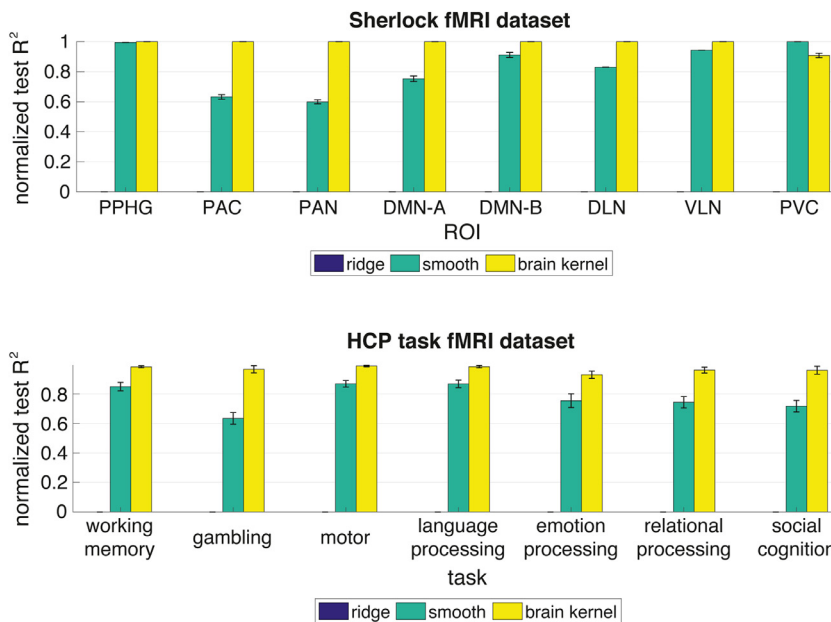 Sherlock fMRI dataset
normalized test R²
1
0.8
0.6
0.4
0.2
0
PPHG PAC PAN DMN-A DMN-B DLN VLN PVC
ROI
ridge smooth brain kernel
HCP task fMRI dataset
normalized test R²
0.8
0.6
0.4
0.2
0
working gambling motor language emotion relational social
memory processing processing processing cognition
task
ridge smooth brain kernel